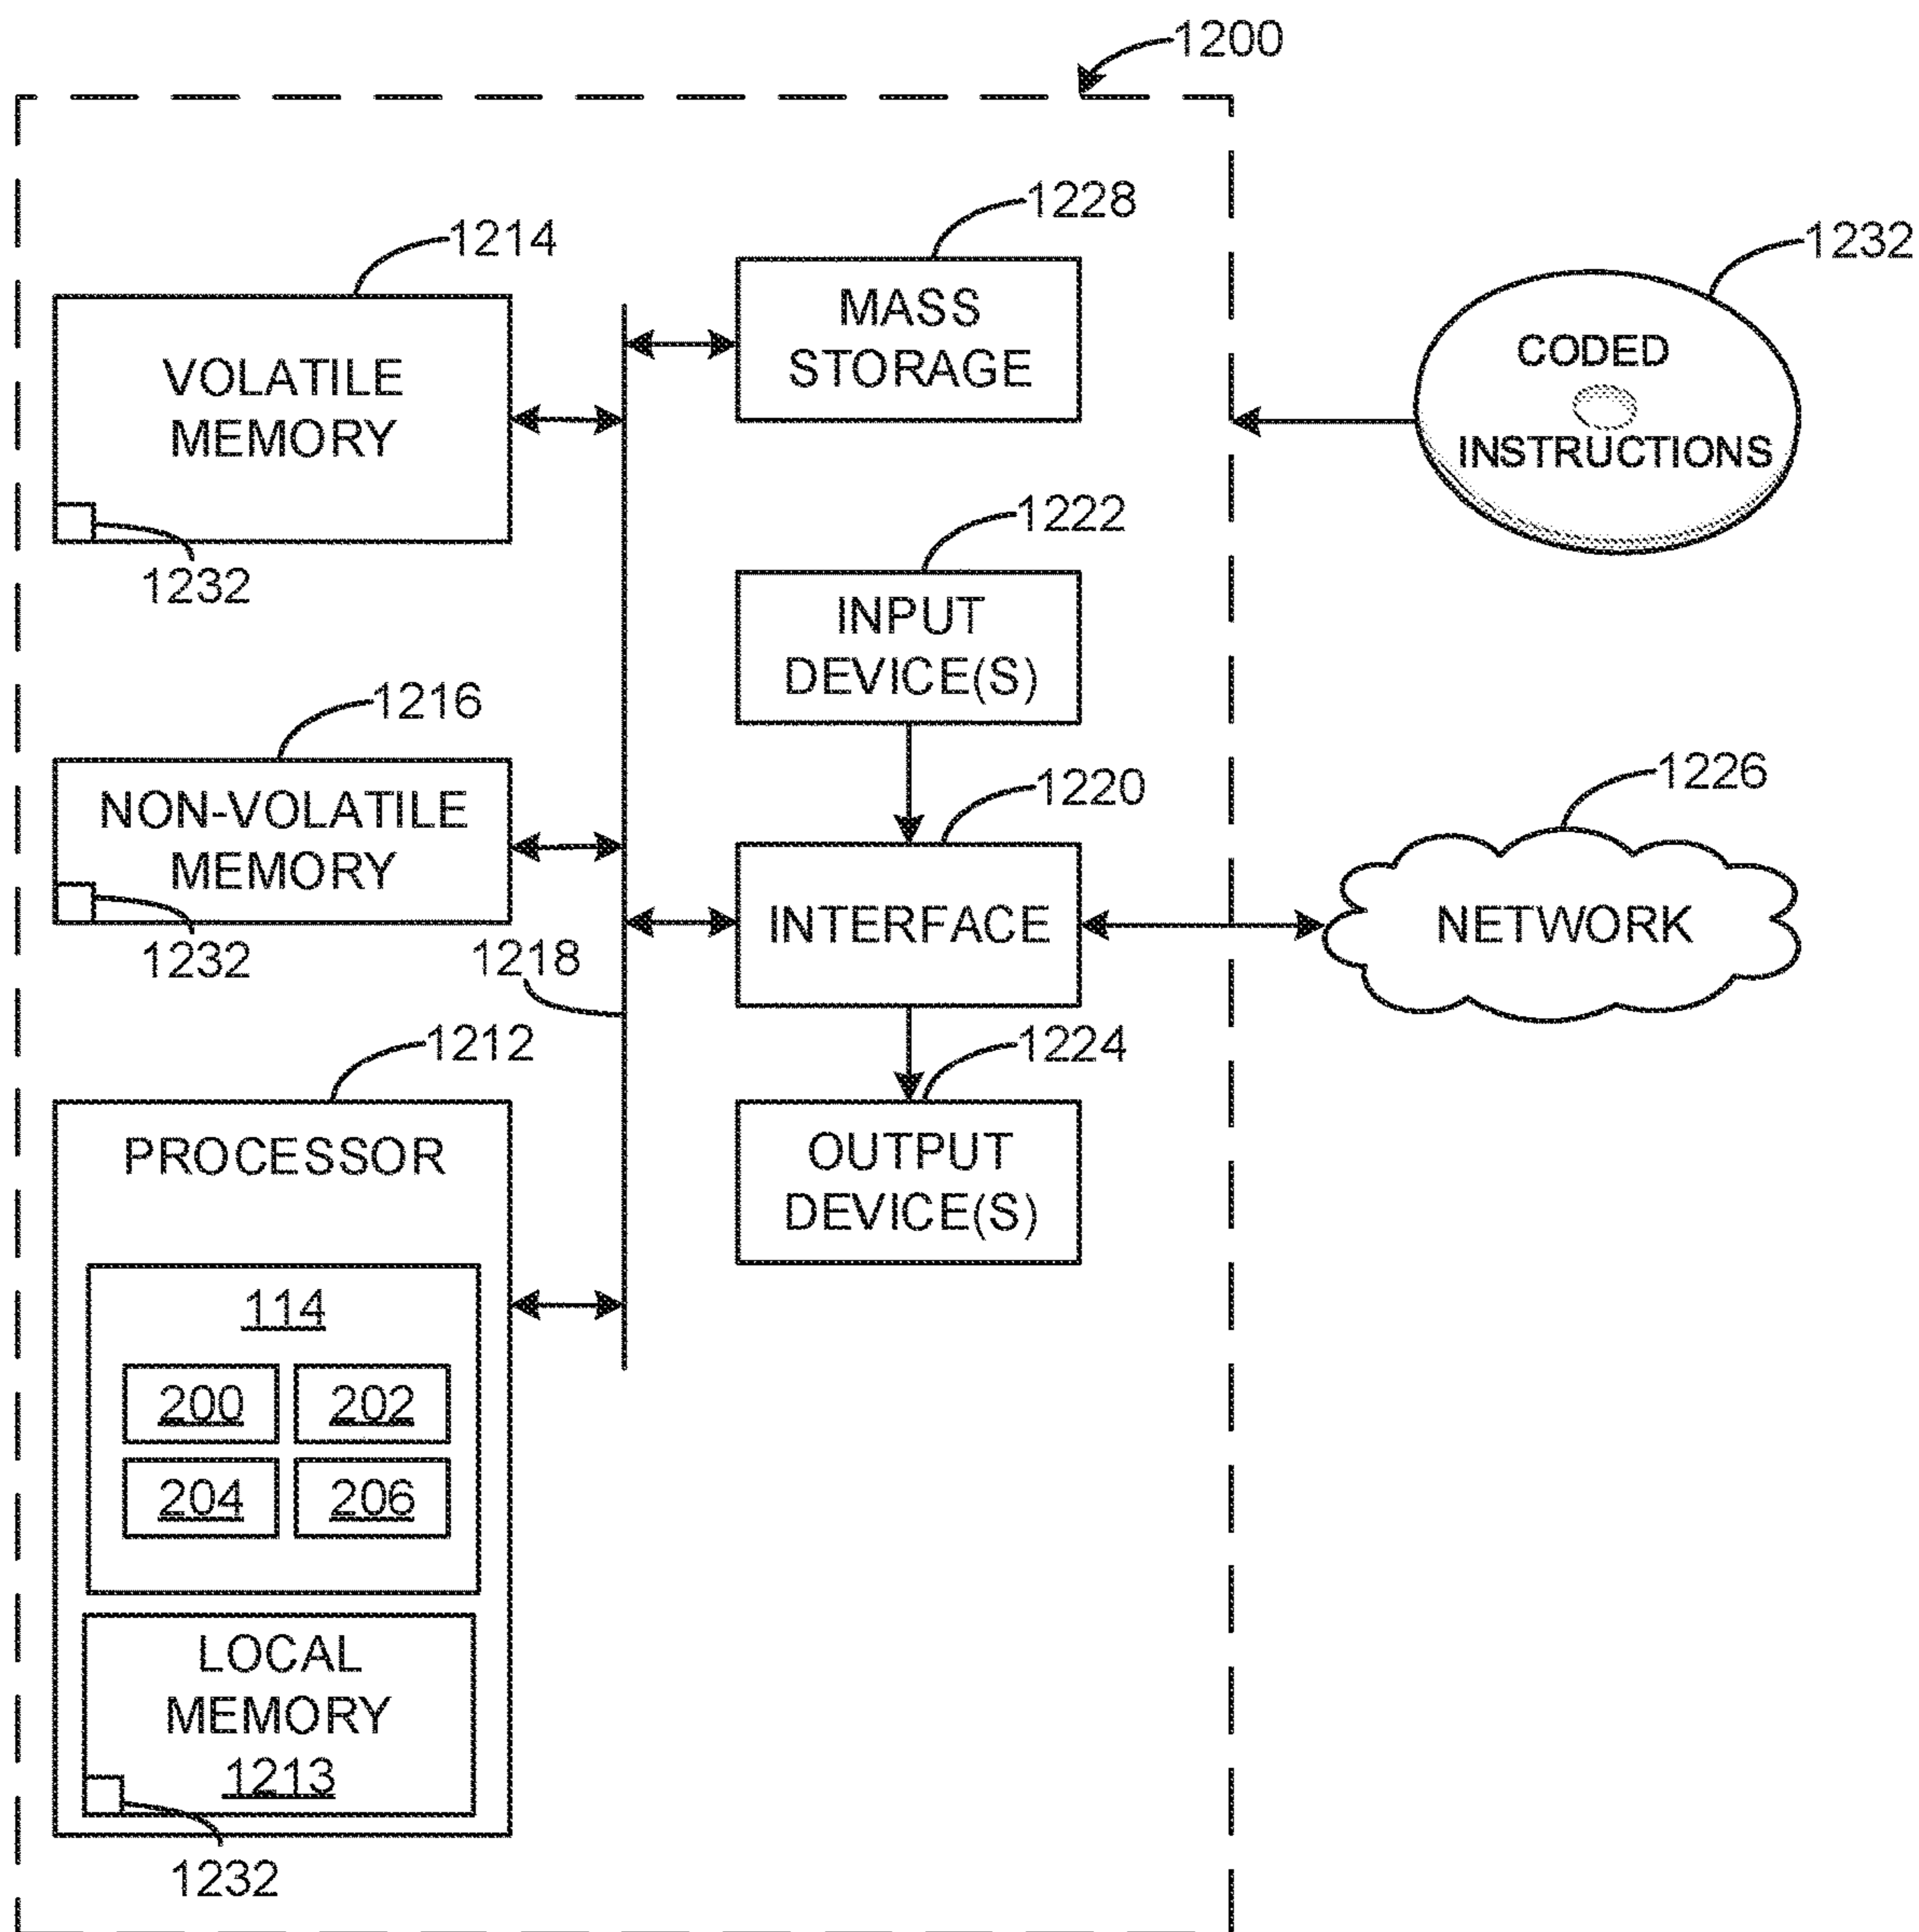 1200
1228
1214
1232
MASS
STORAGE
VOLATILE
MEMORY
CODED
INSTRUCTIONS
1232
1222
INPUT
DEVICE(S)
1216
1220
1226
NON-VOLATILE
MEMORY
INTERFACE
NETWORK
1232
1218
1212
1224
PROCESSOR
OUTPUT
DEVICE(S)
114
200
202
204
206
LOCAL
MEMORY
1213
1232